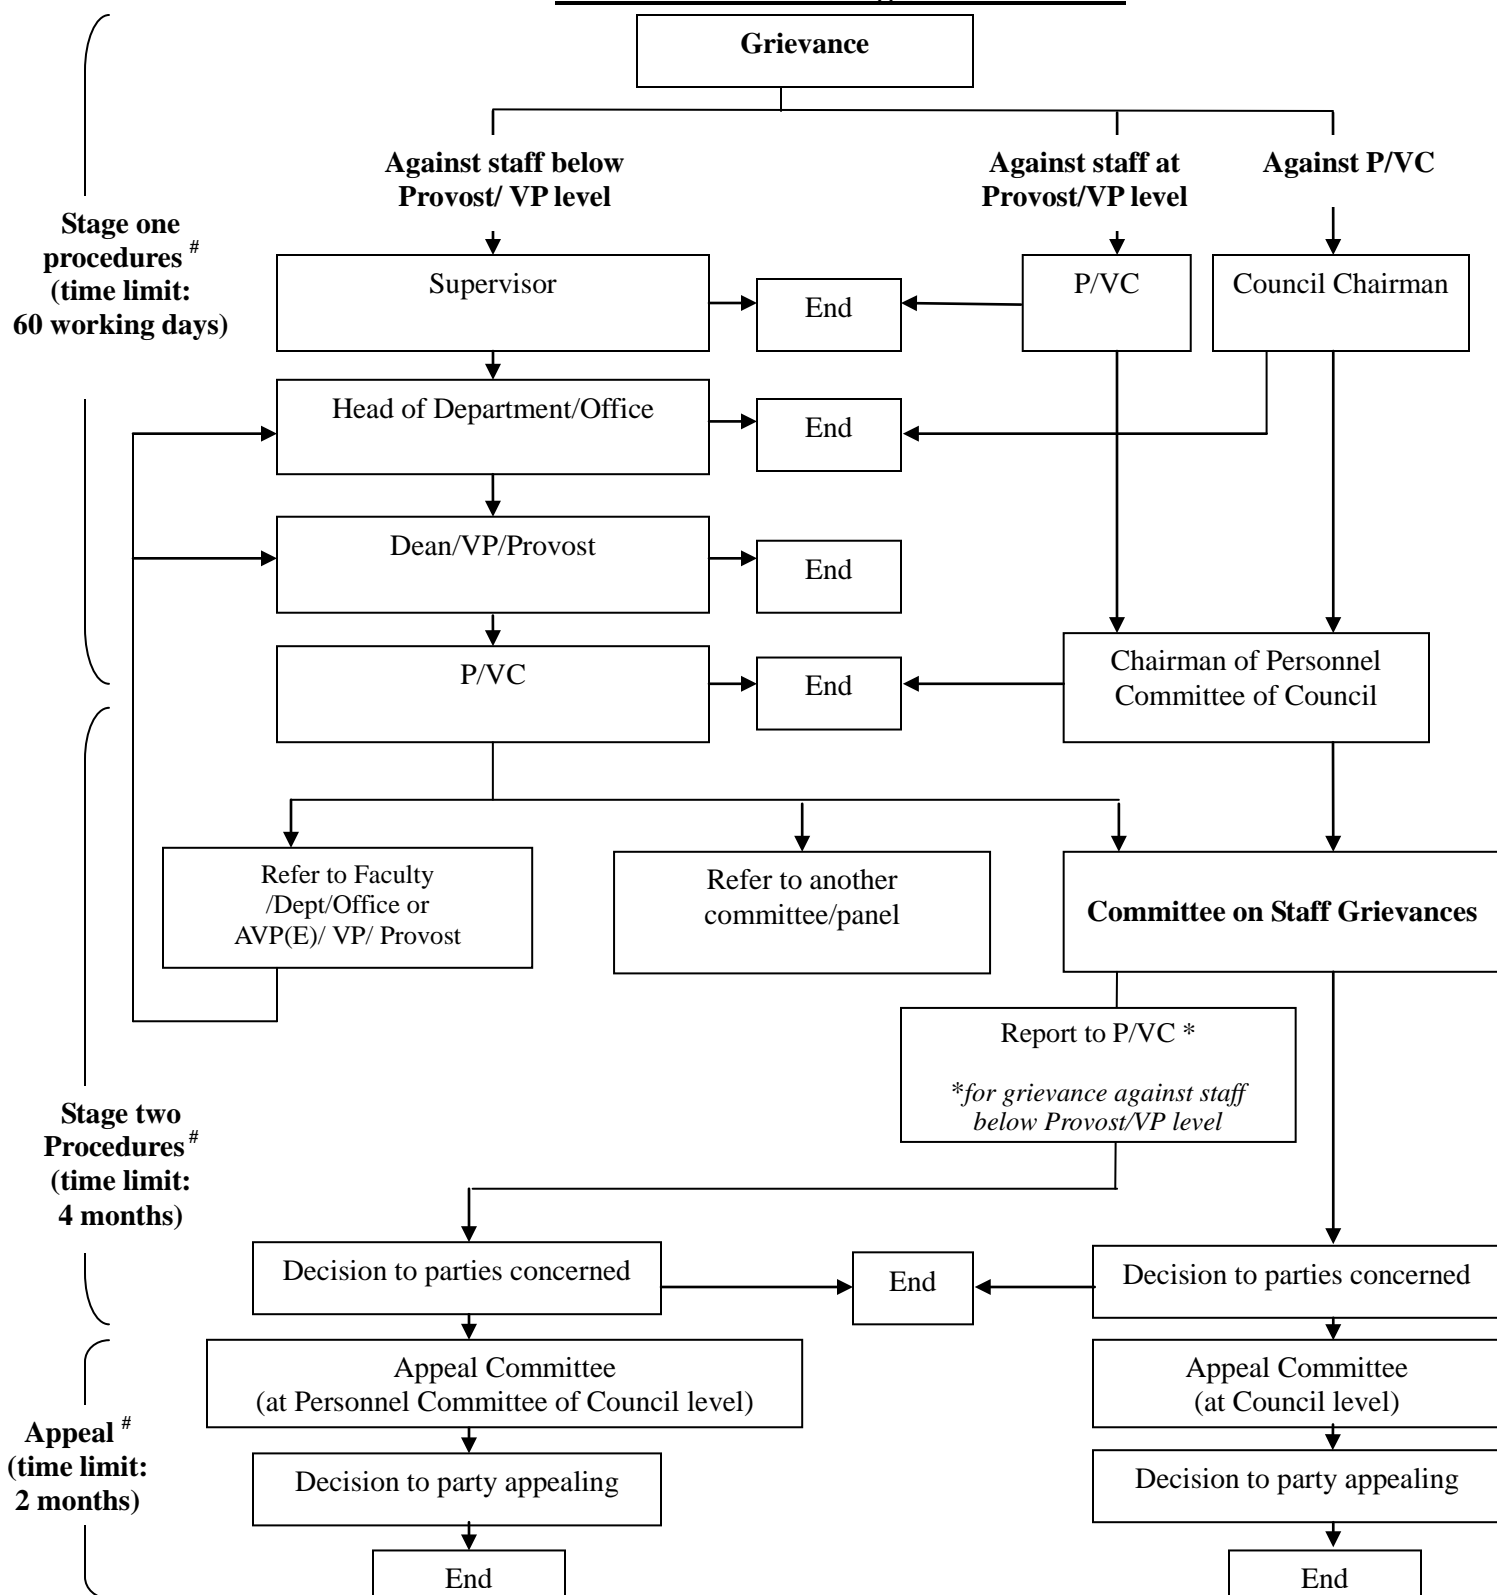 Grievance
Against staff below
Provost/ VP level
Against staff at
Provost/VP level
Against P/VC
Stage one
procedures #
(time limit:
60 working days)
Supervisor
End
P/VC
Council Chairman
Head of Department/Office
End
Dean/VP/Provost
End
P/VC
End
Chairman of Personnel
Committee of Council
Refer to Faculty
/Dept/Office or
AVP(E)/ VP/ Provost
Refer to another
committee/panel
Committee on Staff Grievances
Report to P/VC *
*for grievance against staff
below Provost/VP level
Stage two
Procedures #
(time limit:
4 months)
Decision to parties concerned
End
Decision to parties concerned
Appeal Committee
(at Personnel Committee of Council level)
Appeal Committee
(at Council level)
Appeal #
(time limit:
2 months)
Decision to party appealing
Decision to party appealing
End
End